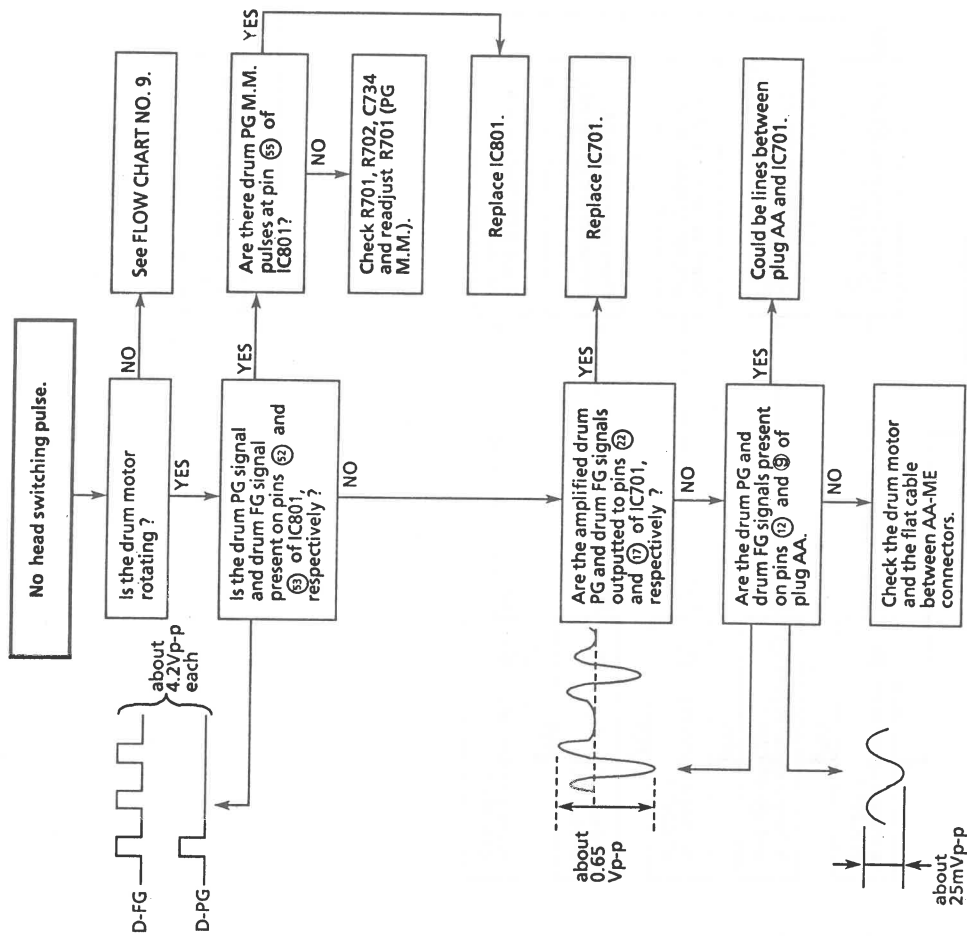 No head switching pulse.
Is the drum motor
rotating ?
NO
See FLOW CHART NO. 9.
YES
D-FG
D-PG
about
4.2Vp-p
each
Is the drum PG signal
and drum FG signal
present on pins 52 and
53 of IC801,
respectively ?
YES
Are there drum PG M.M.
pulses at pin 55 of
IC801?
YES
NO
Check R701, R702, C734
and readjust R701 (PG
M.M.).
Replace IC801.
NO
Are the amplified drum
PG and drum FG signals
outputted to pins 22
and 17 of IC701,
respectively ?
YES
Replace IC701.
NO
about
0.65
Vp-p
Are the drum PG and
drum FG signals present
on pins 12 and 9 of
plug AA.
YES
Could be lines between
plug AA and IC701.
NO
Check the drum motor
and the flat cable
between AA-ME
connectors.
about
25mVp-p